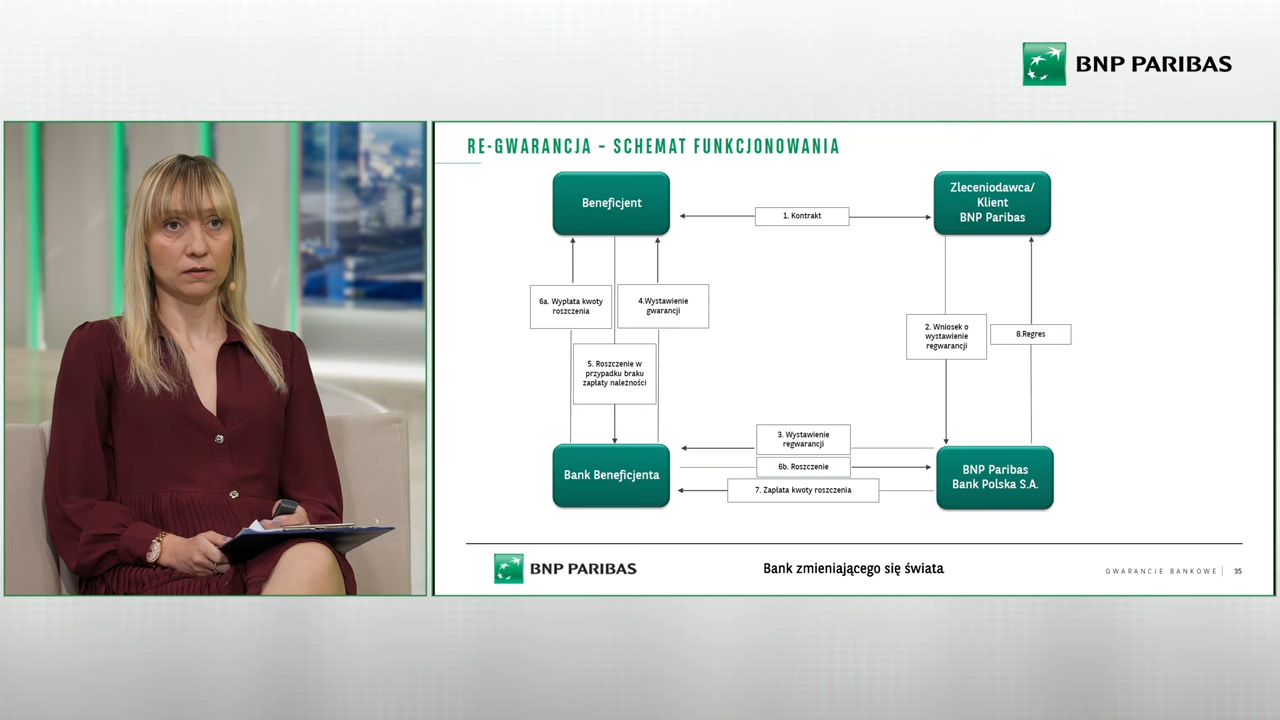 BNP PARIBAS
RE-GWARANCJA – SCHEMAT FUNKCJONOWANIA
Beneficjent
1. Kontrakt
Zleceniodawca/
Klient
BNP Paribas
6a. Wypłata kwoty
roszczenia
4.Wystawienie
gwarancji
5. Roszczenie w
przypadku braku
zapłaty należności
2. Wniosek o
wystawienie
regwarancji
8.Regres
Bank Beneficjenta
3. Wystawienie
regwarancji
6b. Roszczenie
7. Zapłata kwoty roszczenia
BNP Paribas
Bank Polska S.A.
BNP PARIBAS
Bank zmieniającego się świata
GWARANCJE BANKOWE
35